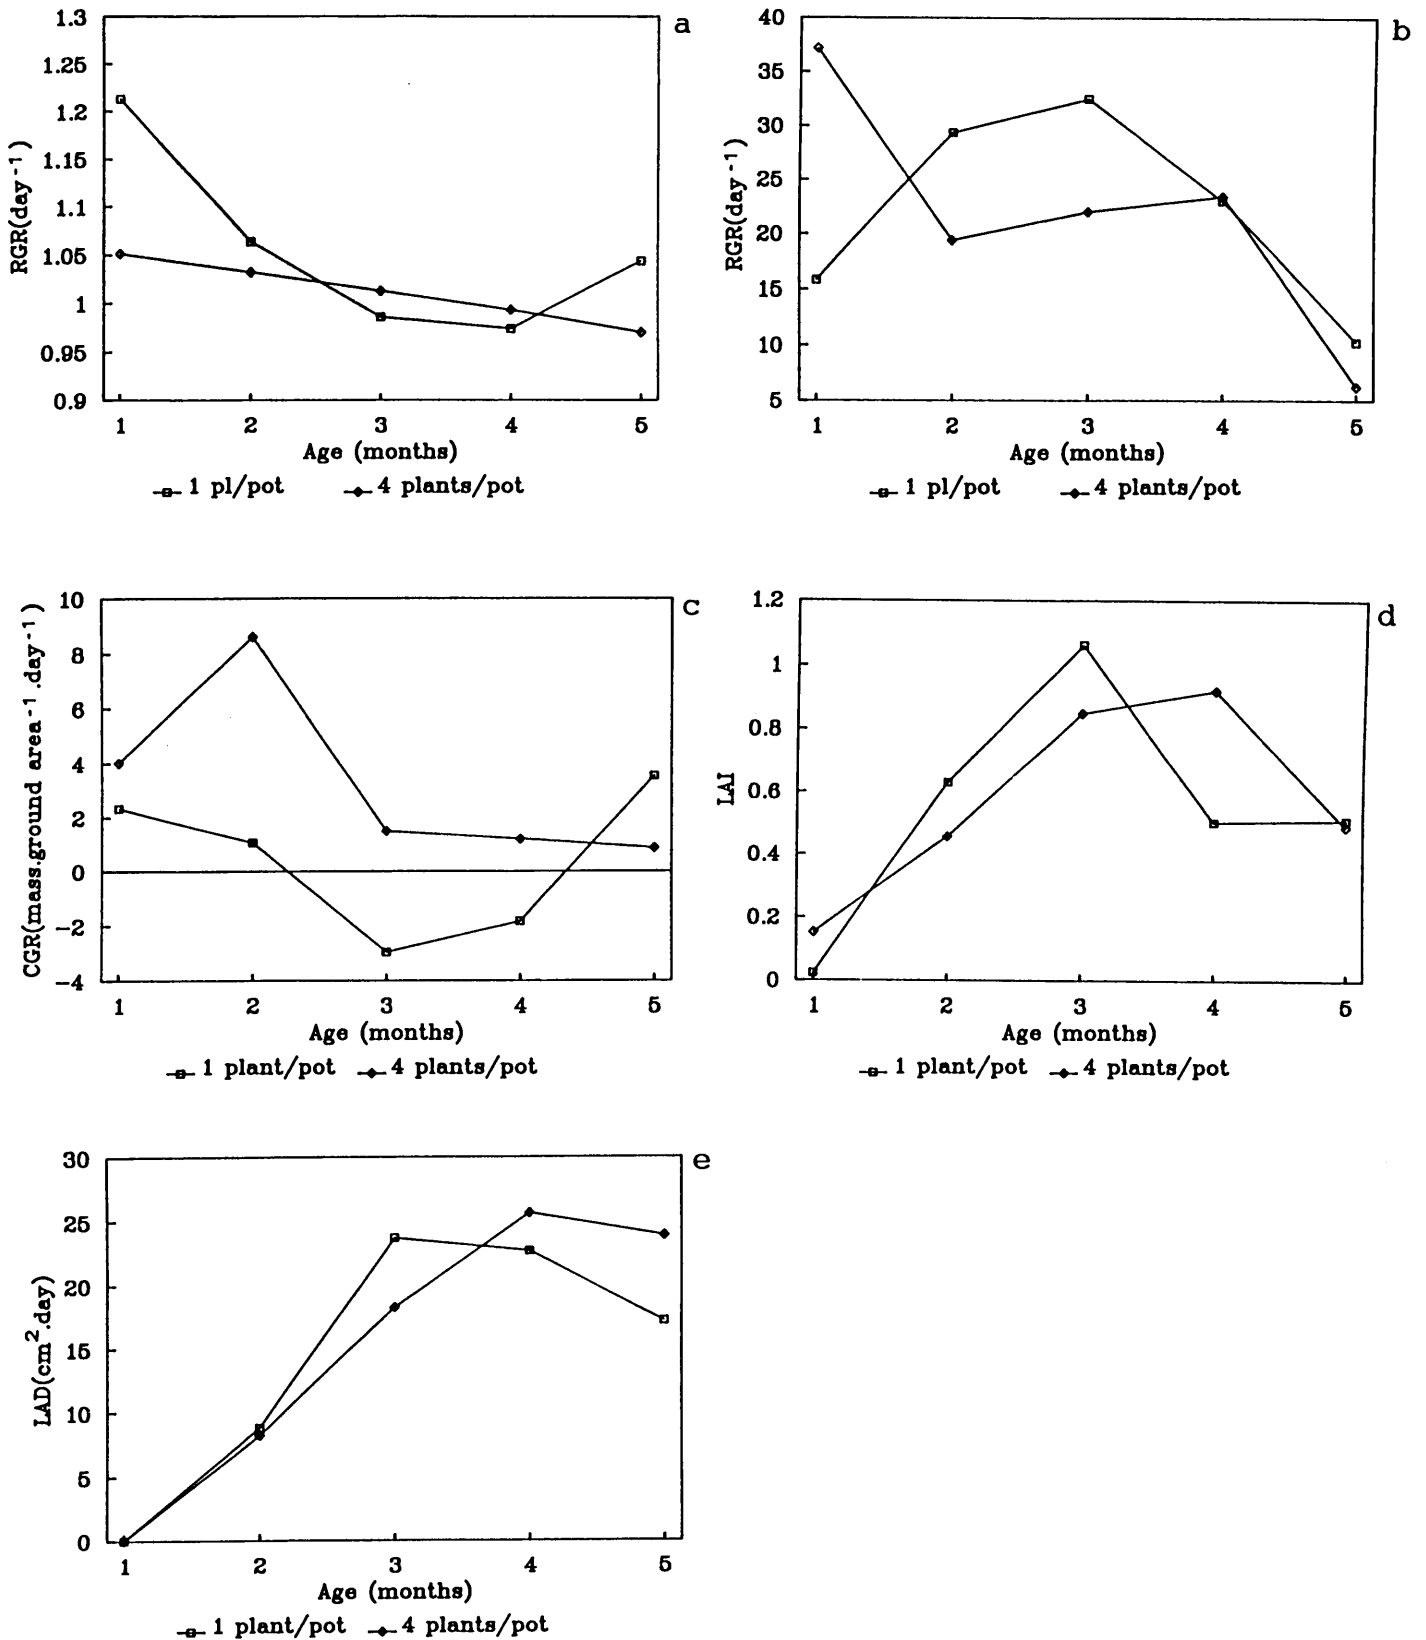 a
1.3
1.25
1.2
1.15
1.1
1.05
1
0.95
0.9
RGR(day⁻¹)
1 2 3 4 5
Age (months)
1 pl/pot 4 plants/pot
b
40
35
30
25
20
15
10
5
RGR(day⁻¹)
1 2 3 4 5
Age (months)
1 pl/pot 4 plants/pot
c
10
8
6
4
2
0
−2
−4
CGR(mass.ground area⁻¹.day⁻¹)
1 2 3 4 5
Age (months)
1 plant/pot 4 plants/pot
d
1.2
1
0.8
0.6
0.4
0.2
0
LAI
1 2 3 4 5
Age (months)
1 plant/pot 4 plants/pot
e
30
25
20
15
10
5
0
LAD(cm².day)
1 2 3 4 5
Age (months)
1 plant/pot 4 plants/pot